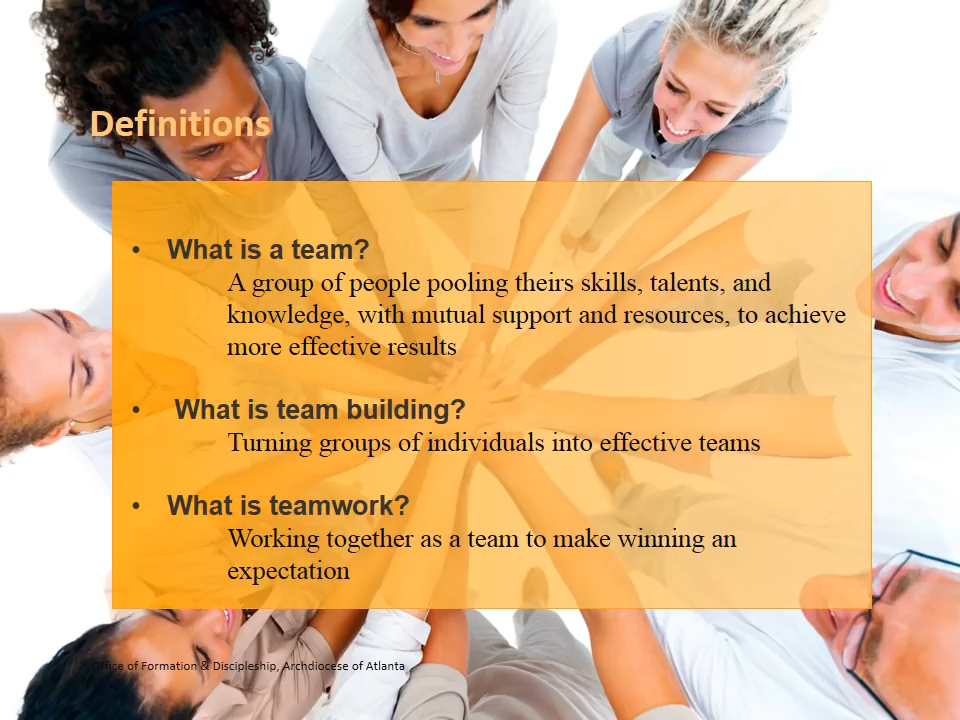 Definitions
• What is a team?
A group of people pooling theirs skills, talents, and
knowledge, with mutual support and resources, to achieve
more effective results
• What is team building?
Turning groups of individuals into effective teams
• What is teamwork?
Working together as a team to make winning an
expectation
Office of Formation & Discipleship, Archdiocese of Atlanta